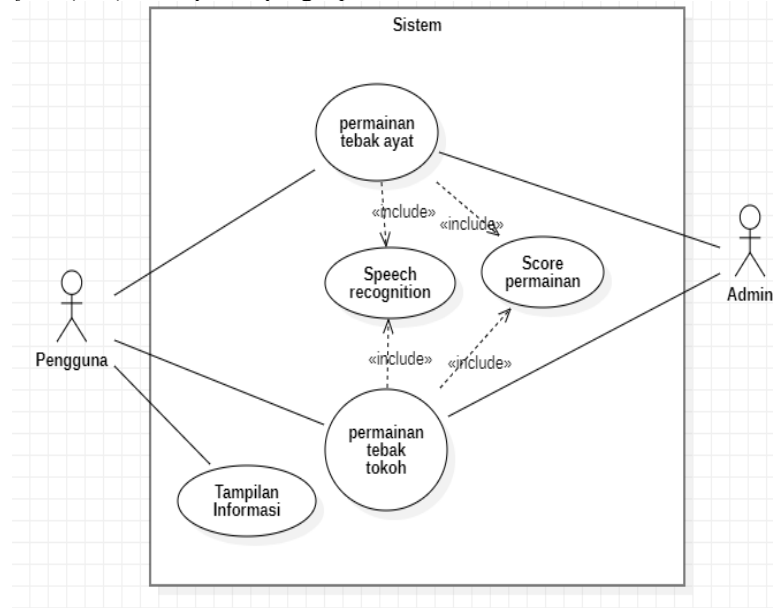 Sistem
permainan
tebak ayat
«include»
«include»
Speech
recognition
Score
permainan
Admin
Pengguna
«include»
«include»
permainan
tebak
tokoh
Tampilan
Informasi